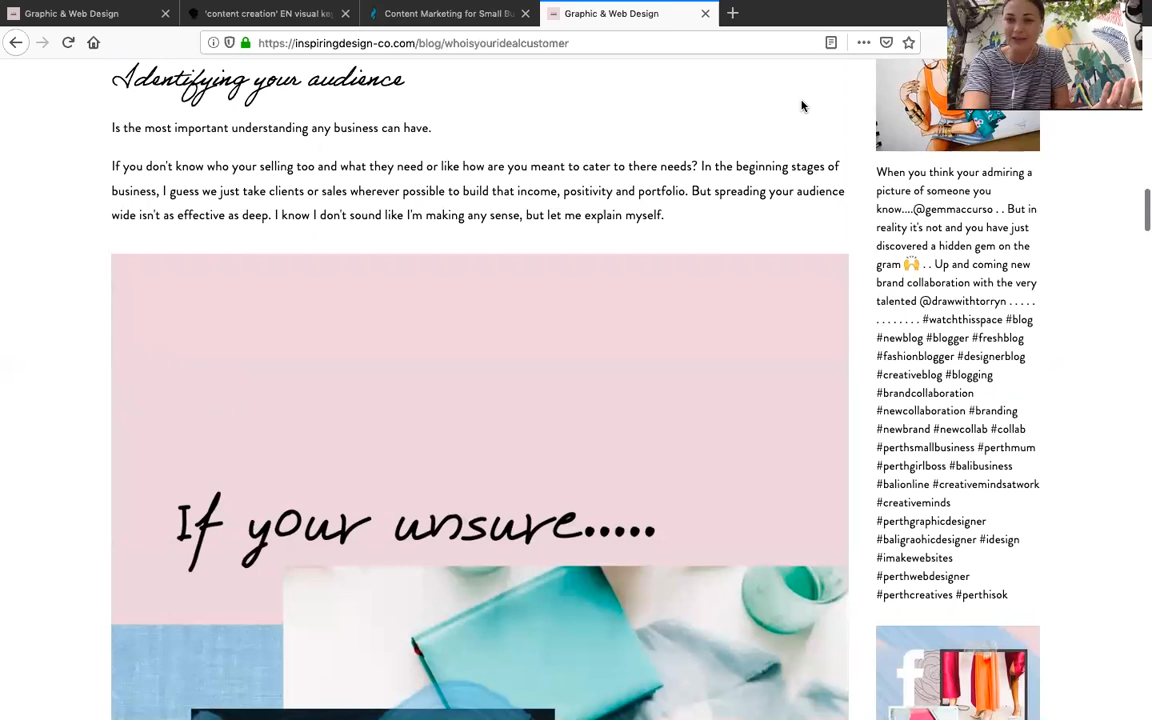 Graphic & Web Design
'content creation' EN visual ke
Content Marketing for Small Bu
Graphic & Web Design
https://inspiringdesign-co.com/blog/whoisyouridealcustomer
Identifying your audience
Is the most important understanding any business can have.
If you don't know who your selling too and what they need or like how are you meant to cater to there needs? In the beginning stages of
business, I guess we just take clients or sales wherever possible to build that income, positivity and portfolio. But spreading your audience
wide isn't as effective as deep. I know I don't sound like I'm making any sense, but let me explain myself.
If your unsure.....
When you think your admiring a
picture of someone you
know....@gemmaccurso . . But in
reality it's not and you have just
discovered a hidden gem on the
gram 🙌 . . Up and coming new
brand collaboration with the very
talented @drawwithtorryn . . . . .
. . . . . . . . #watchthisspace #blog
#newblog #blogger #freshblog
#fashionblogger #designerblog
#creativeblog #blogging
#brandcollaboration
#newcollaboration #branding
#newbrand #newcollab #collab
#perthsmallbusiness #perthmum
#perthgirlboss #balibusiness
#balionline #creativemindsatwork
#creativeminds
#perthgraphicdesigner
#baligraohicdesigner #idesign
#imakewebsites
#perthwebdesigner
#perthcreatives #perthisok
f